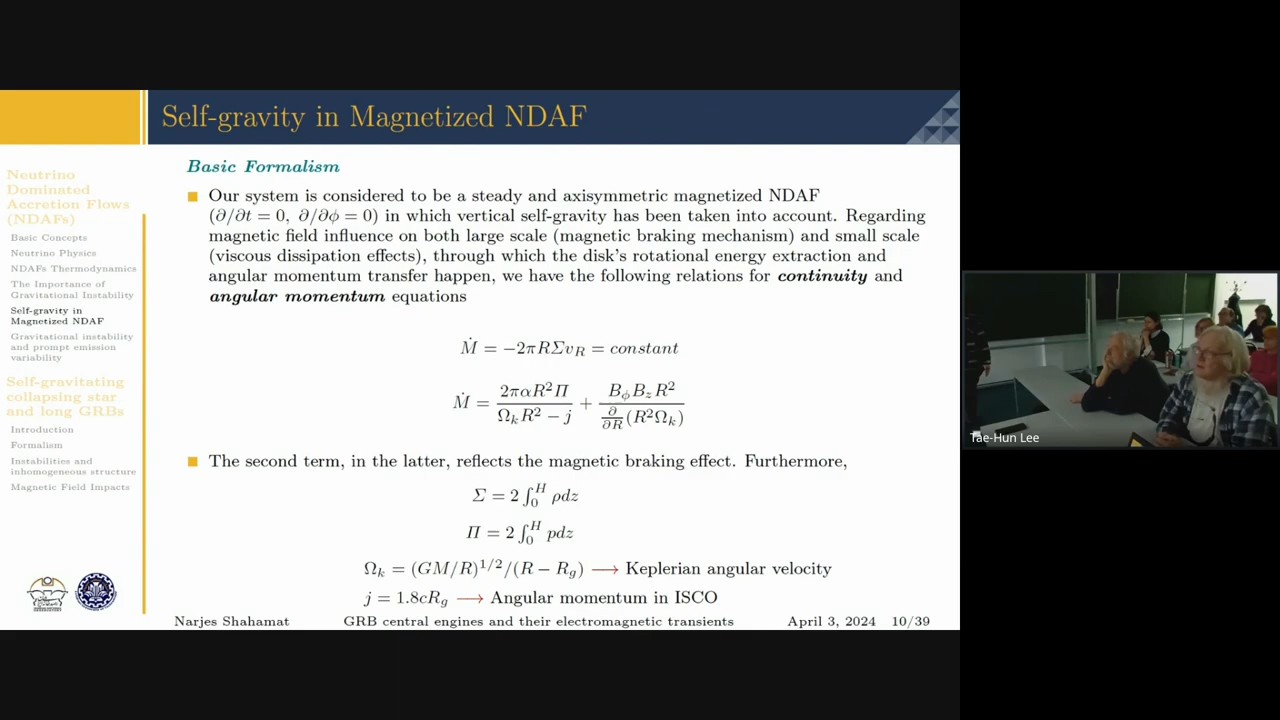 Self-gravity in Magnetized NDAF
Neutrino
Dominated
Accretion Flows
(NDAFs)
Basic Concepts
Neutrino Physics
NDAFs Thermodynamics
The Importance of
Gravitational Instability
Self-gravity in
Magnetized NDAF
Gravitational instability
and prompt emission
variability
Self-gravitating
collapsing star
and long GRBs
Introduction
Formalism
Instabilities and
inhomogeneous structure
Magnetic Field Impacts
Basic Formalism
Our system is considered to be a steady and axisymmetric magnetized NDAF
(∂/∂t = 0, ∂/∂ϕ = 0) in which vertical self-gravity has been taken into account. Regarding
magnetic field influence on both large scale (magnetic braking mechanism) and small scale
(viscous dissipation effects), through which the disk's rotational energy extraction and
angular momentum transfer happen, we have the following relations for continuity and
angular momentum equations
Ṁ = −2πRΣv_R = constant
Ṁ = \frac{2παR²Π}{Ω_kR² − j} + \frac{B_ϕB_zR²}{\frac{∂}{∂R}(R²Ω_k)}
The second term, in the latter, reflects the magnetic braking effect. Furthermore,
Σ = 2 ∫_0^H ρdz
Π = 2 ∫_0^H pdz
Ω_k = (GM/R)^{1/2}/(R − R_g) ⟶ Keplerian angular velocity
j = 1.8cR_g ⟶ Angular momentum in ISCO
Narjes Shahamat GRB central engines and their electromagnetic transients April 3, 2024 10/39
Tae-Hun Lee